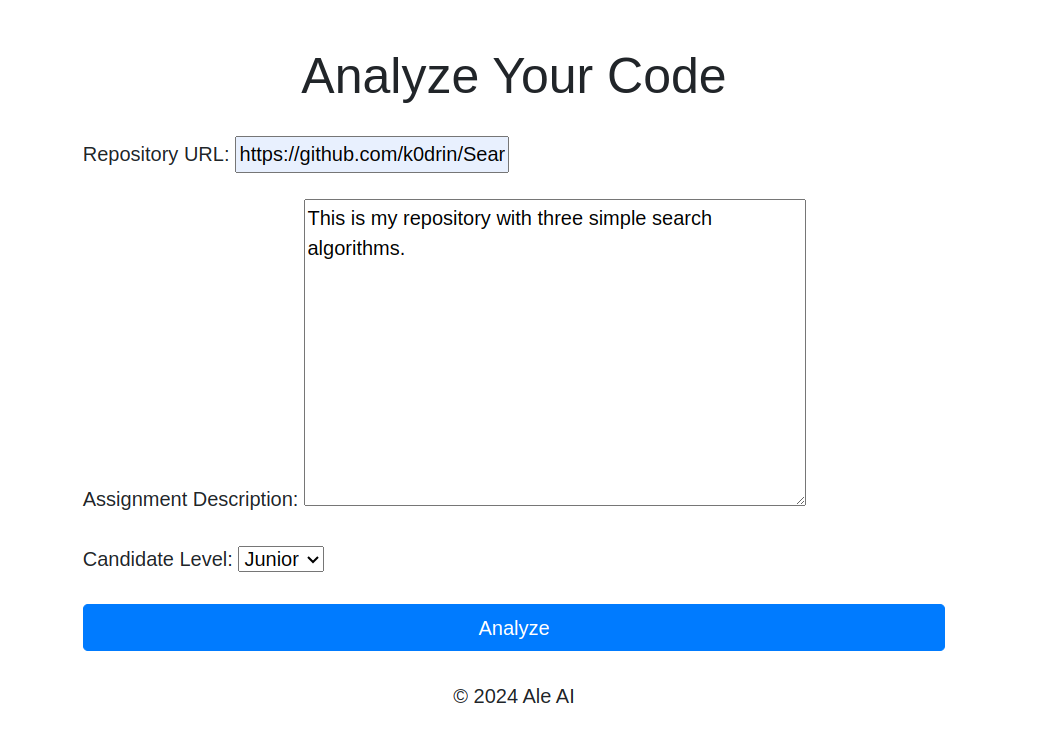 Analyze Your Code
Repository URL: https://github.com/k0drin/Sear
This is my repository with three simple search
algorithms.
Assignment Description:
Candidate Level: Junior
Analyze
© 2024 Ale AI